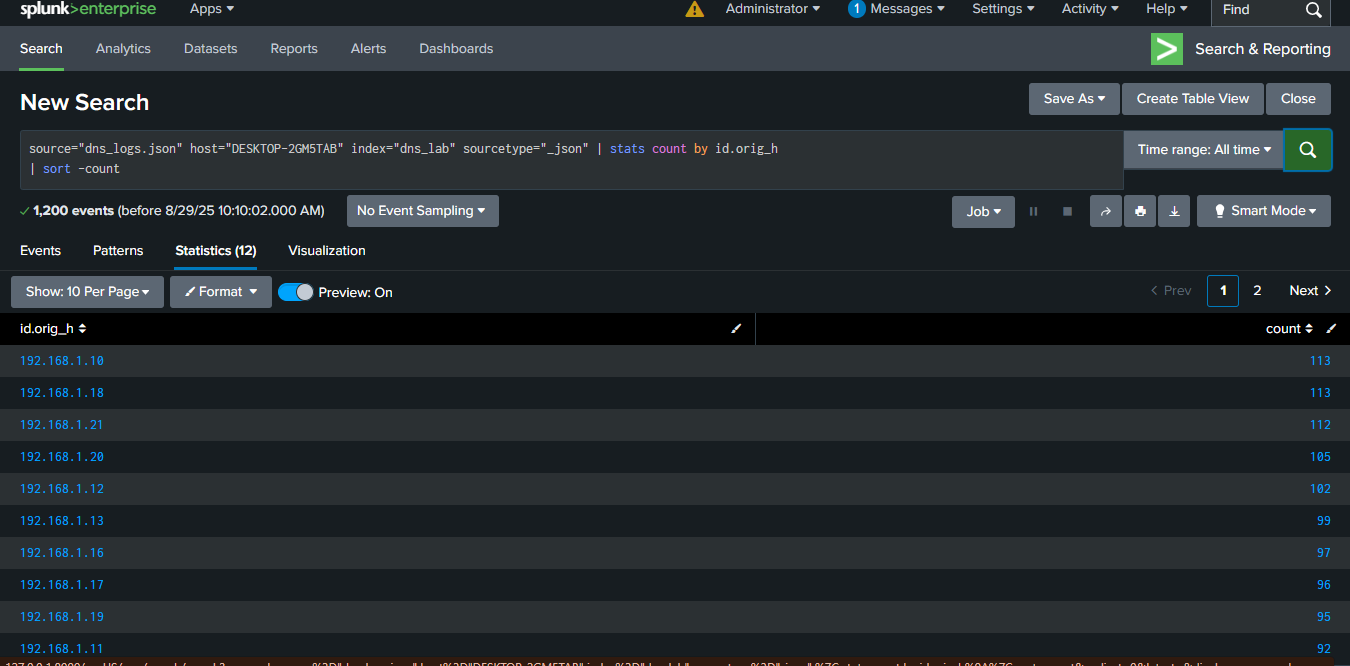 splunk>enterprise Apps Administrator 1 Messages Settings Activity Help Find
Search Analytics Datasets Reports Alerts Dashboards > Search & Reporting
New Search Save As Create Table View Close
source="dns_logs.json" host="DESKTOP-2GM5TAB" index="dns_lab" sourcetype="_json" | stats count by id.orig_h
| sort -count
Time range: All time
1,200 events (before 8/29/25 10:10:02.000 AM) No Event Sampling Job Smart Mode
Events Patterns Statistics (12) Visualization
Show: 10 Per Page Format Preview: On < Prev 1 2 Next >
id.orig_h count
192.168.1.10 113
192.168.1.18 113
192.168.1.21 112
192.168.1.20 105
192.168.1.12 102
192.168.1.13 99
192.168.1.16 97
192.168.1.17 96
192.168.1.19 95
192.168.1.11 92